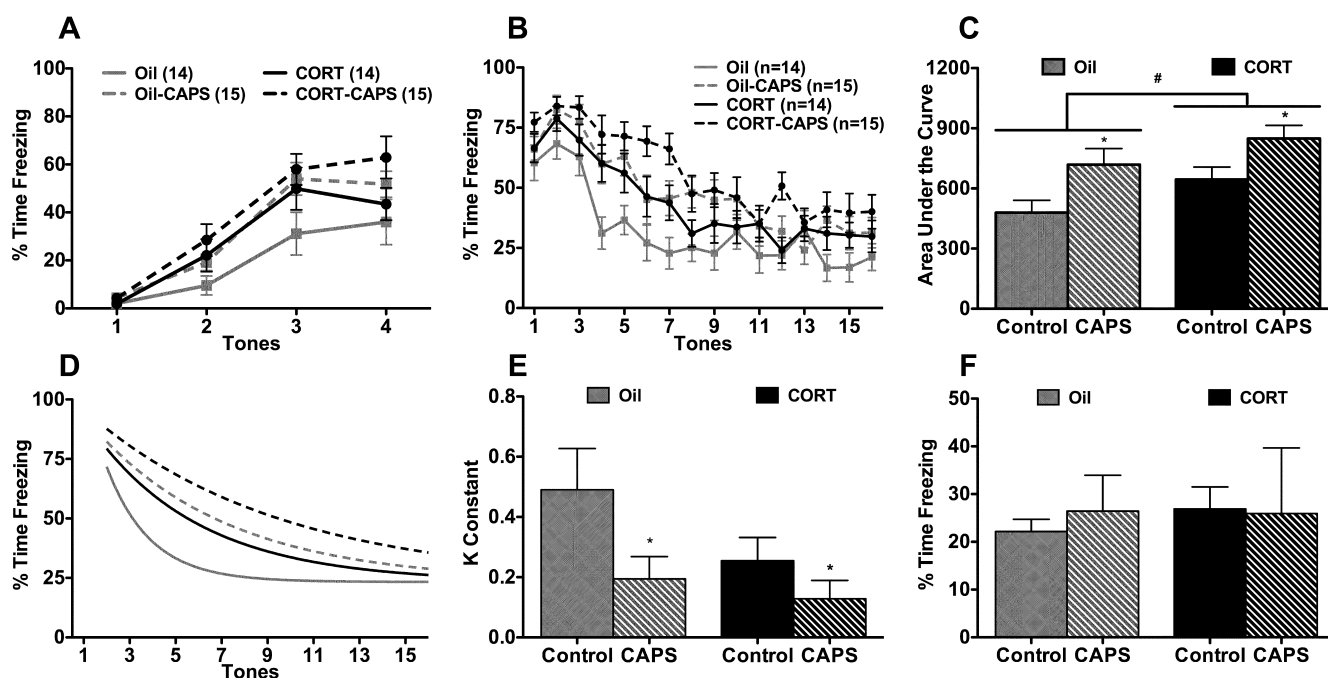 A
% Time Freezing
100
80
60
40
20
0
Oil (14)
Oil-CAPS (15)
CORT (14)
CORT-CAPS (15)
1
2
3
4
Tones
B
% Time Freezing
100
75
50
25
0
Oil (n=14)
Oil-CAPS (n=15)
CORT (n=14)
CORT-CAPS (n=15)
1
3
5
7
9
11
13
15
Tones
C
Area Under the Curve
1200
900
600
300
0
Oil
CORT
#
*
*
Control CAPS
Control CAPS
D
% Time Freezing
100
75
50
25
0
1
3
5
7
9
11
13
15
Tones
E
K Constant
0.8
0.6
0.4
0.2
0.0
Oil
CORT
*
*
Control CAPS
Control CAPS
F
% Time Freezing
50
40
30
20
10
0
Oil
CORT
Control CAPS
Control CAPS